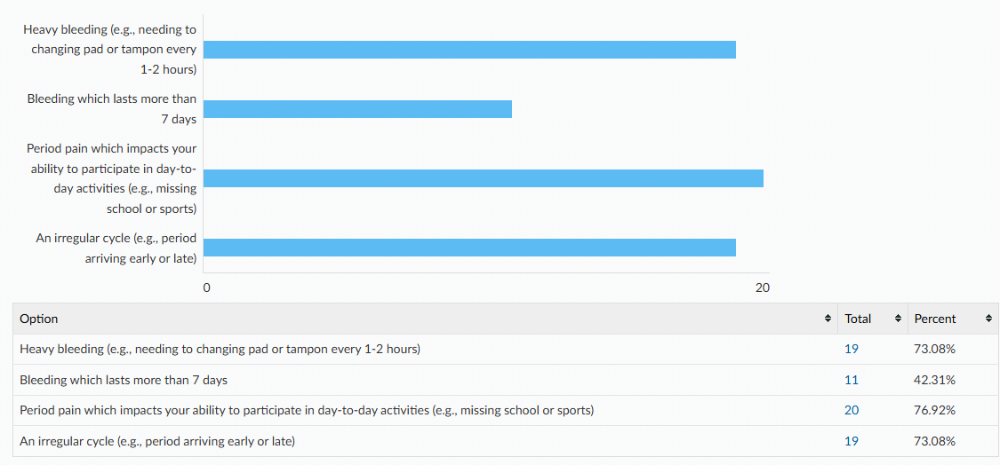 Heavy bleeding (e.g., needing to
changing pad or tampon every
1-2 hours)
Bleeding which lasts more than
7 days
Period pain which impacts your
ability to participate in day-to-
day activities (e.g., missing
school or sports)
An irregular cycle (e.g., period
arriving early or late)
0 20
Option Total Percent
Heavy bleeding (e.g., needing to changing pad or tampon every 1-2 hours) 19 73.08%
Bleeding which lasts more than 7 days 11 42.31%
Period pain which impacts your ability to participate in day-to-day activities (e.g., missing school or sports) 20 76.92%
An irregular cycle (e.g., period arriving early or late) 19 73.08%